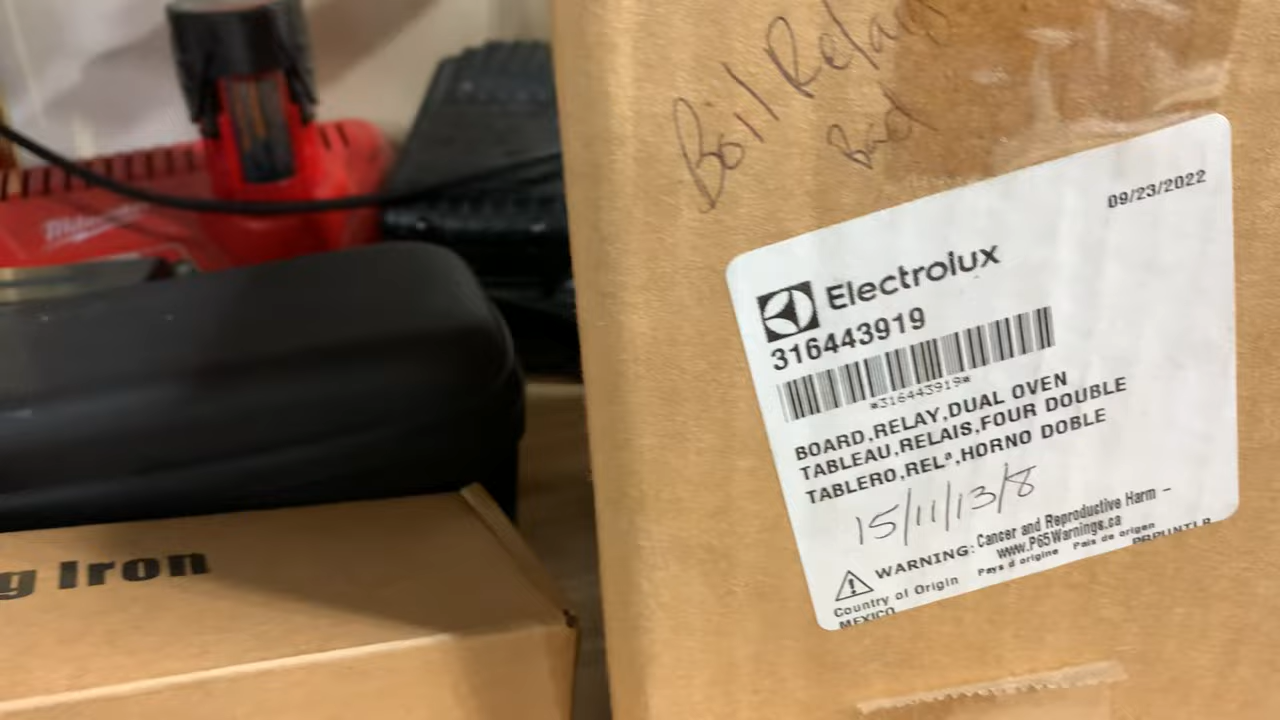 Boil Relay
Bad
09/23/2022
Electrolux
316443919
*316443919*
BOARD,RELAY,DUAL OVEN
TABLEAU,RELAIS,FOUR DOUBLE
TABLERO,RELª,HORNO DOBLE
15/11/13/8
WARNING: Cancer and Reproductive Harm -
www.P65Warnings.ca
Country of Origin Pays d origine Pais de origen
MEXICO
Milwaukee
g Iron